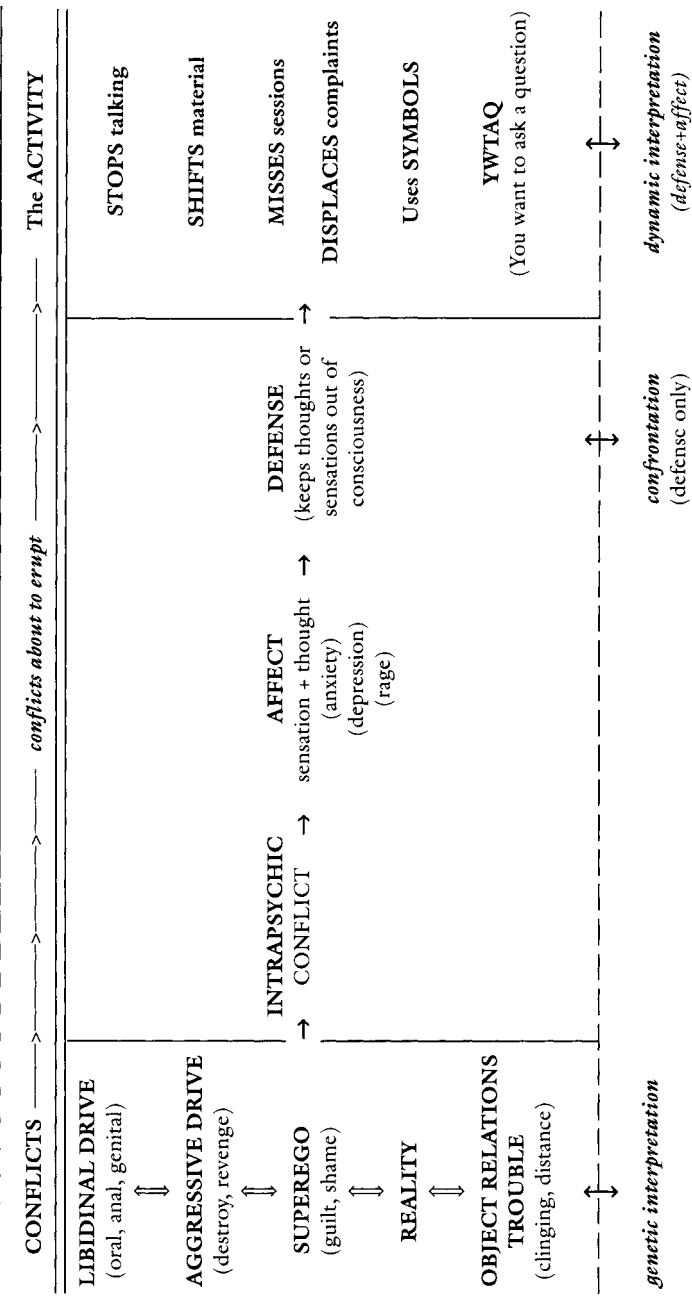 CONFLICTS conflicts about to erupt The ACTIVITY
LIBIDINAL DRIVE
(oral, anal, genital)
AGGRESSIVE DRIVE
(destroy, revenge)
SUPEREGO
(guilt, shame)
REALITY
OBJECT RELATIONS
TROUBLE
(clinging, distance)
INTRAPSYCHIC
CONFLICT
AFFECT
sensation + thought
(anxiety)
(depression)
(rage)
DEFENSE
(keeps thoughts or
sensations out of
consciousness)
STOPS talking
SHIFTS material
MISSES sessions
DISPLACES complaints
Uses SYMBOLS
YWTAQ
(You want to ask a question)
genetic interpretation
confrontation
(defense only)
dynamic interpretation
(defense+affect)